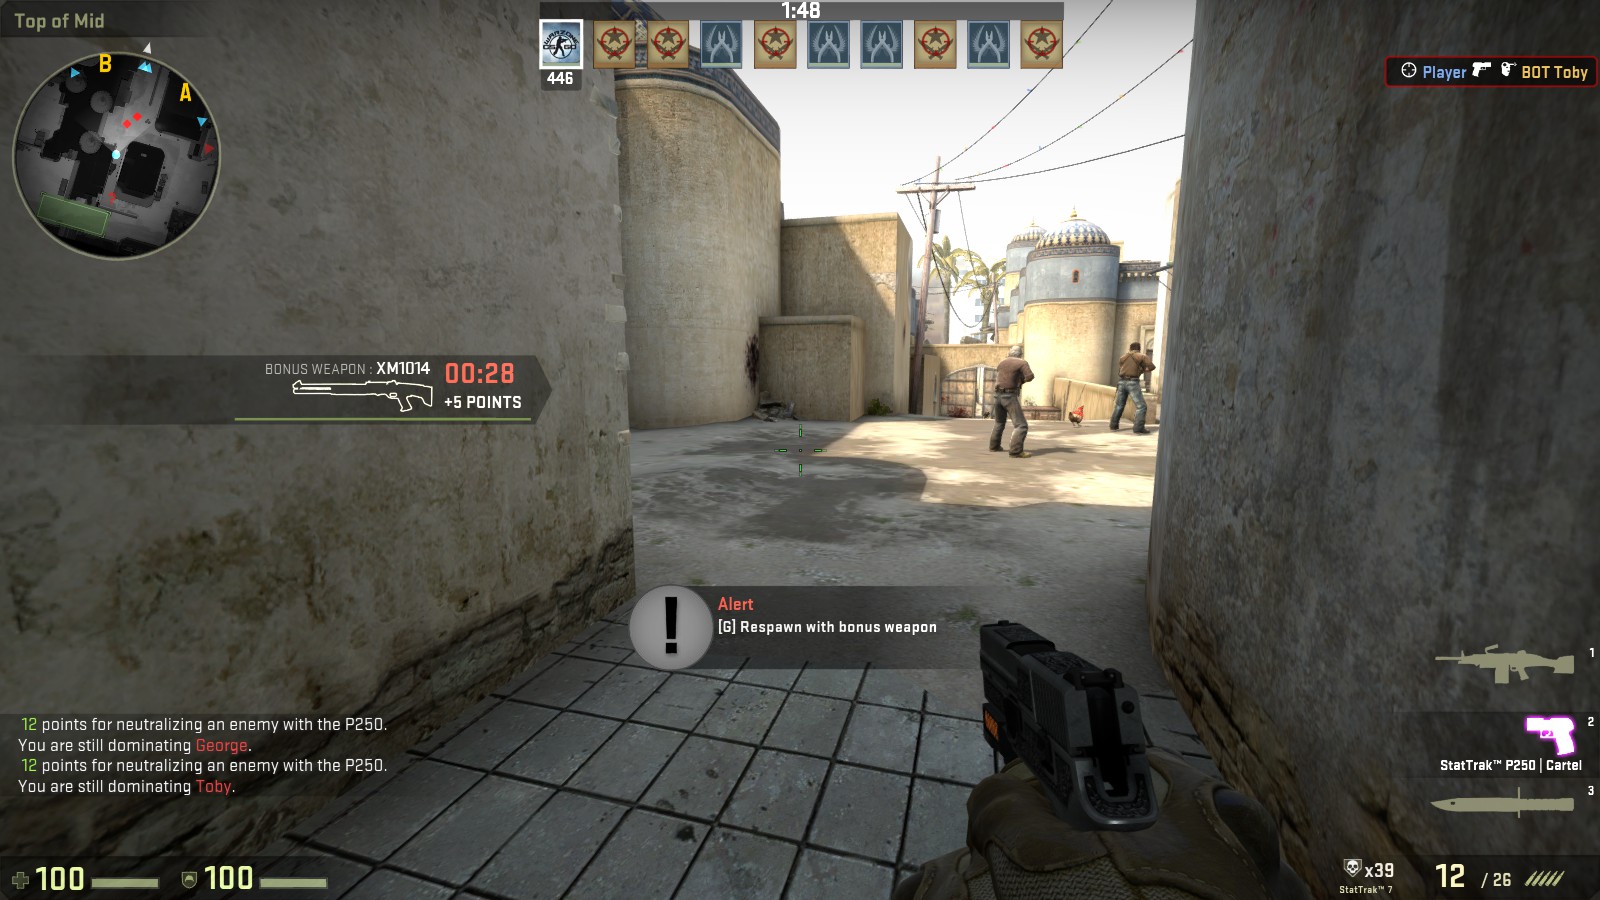 Top of Mid
1:48
446
B
A
Player BOT Toby
BONUS WEAPON : XM1014
00:28
+5 POINTS
Alert
[G] Respawn with bonus weapon
1
2
StatTrak™ P250 | Cartel
3
12 points for neutralizing an enemy with the P250.
You are still dominating George.
12 points for neutralizing an enemy with the P250.
You are still dominating Toby.
100
100
x39
StatTrak™ 7
12 / 26